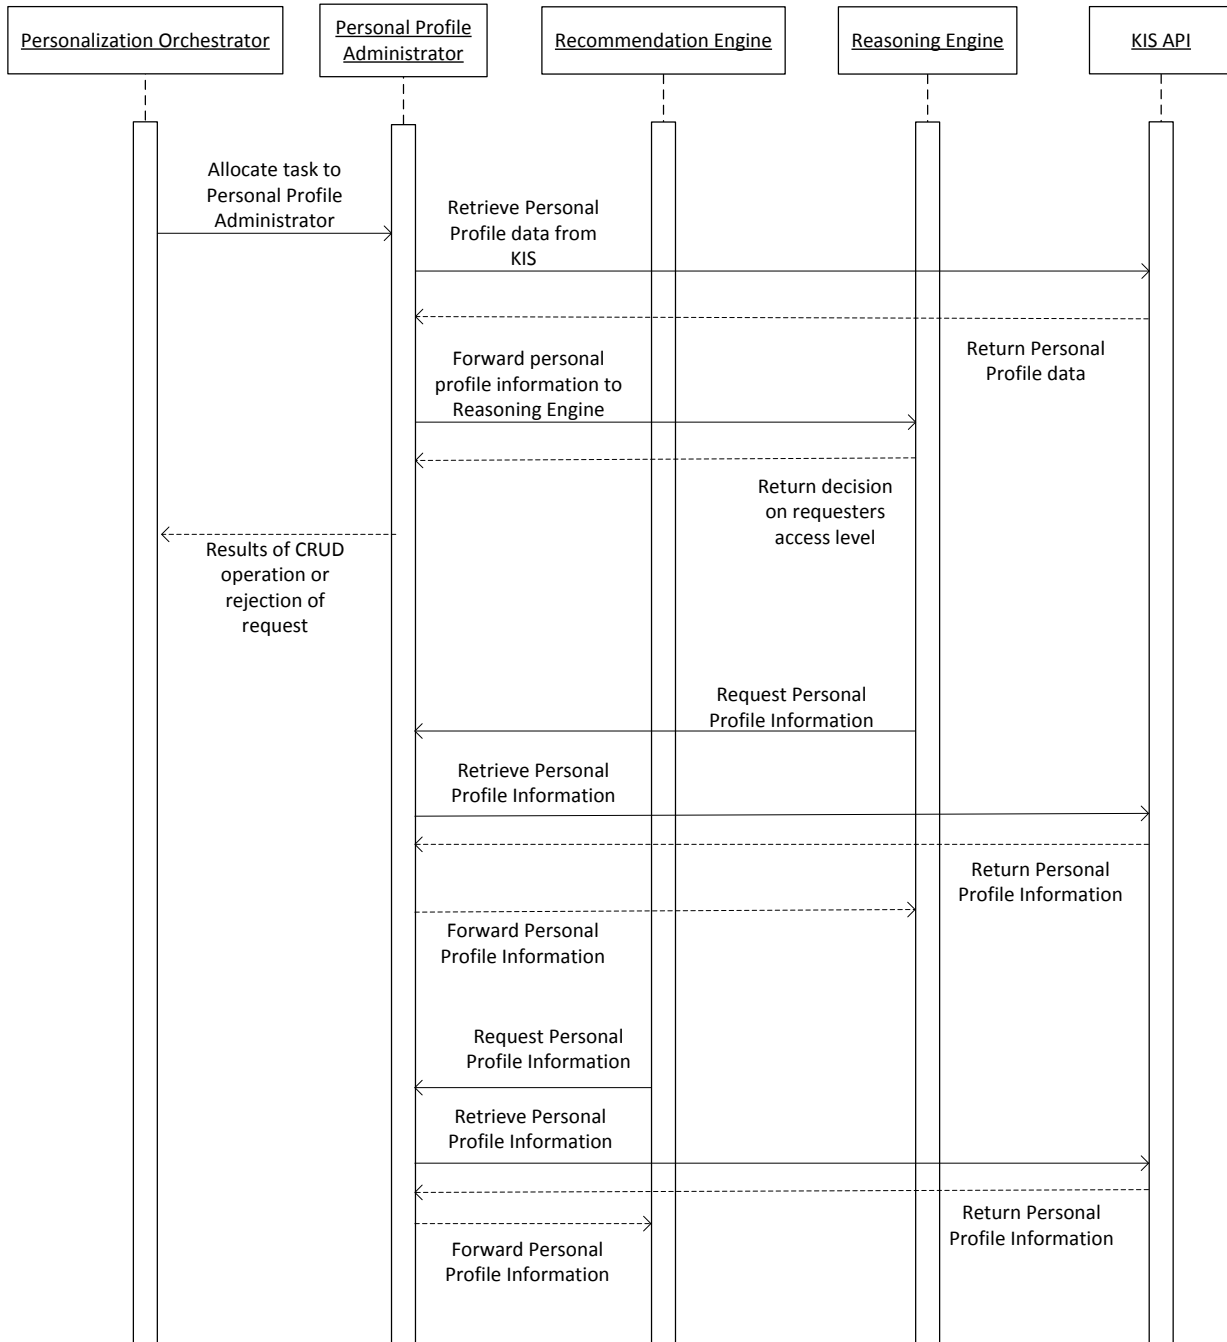 Personalization Orchestrator
Personal Profile
Administrator
Recommendation Engine
Reasoning Engine
KIS API
Allocate task to
Personal Profile
Administrator
Retrieve Personal
Profile data from
KIS
Return Personal
Profile data
Forward personal
profile information to
Reasoning Engine
Return decision
on requesters
access level
Results of CRUD
operation or
rejection of
request
Request Personal
Profile Information
Retrieve Personal
Profile Information
Return Personal
Profile Information
Forward Personal
Profile Information
Request Personal
Profile Information
Retrieve Personal
Profile Information
Return Personal
Profile Information
Forward Personal
Profile Information